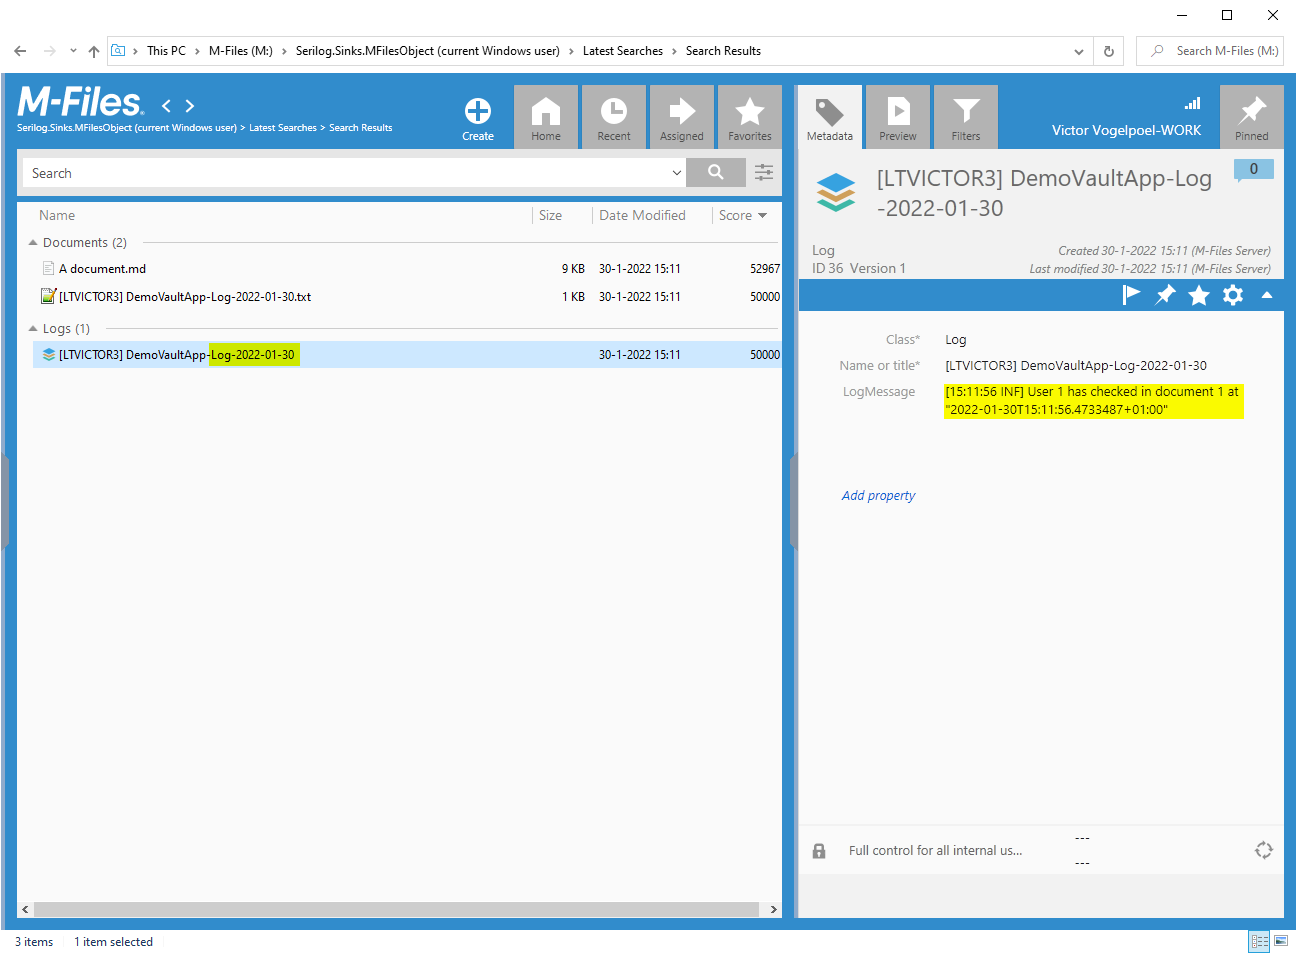 This PC > M-Files (M:) > Serilog.Sinks.MFilesObject (current Windows user) > Latest Searches > Search Results
Search M-Files (M:)
M-Files.
Serilog.Sinks.MFilesObject (current Windows user) > Latest Searches > Search Results
Create
Home
Recent
Assigned
Favorites
Metadata
Preview
Filters
Victor Vogelpoel-WORK
Pinned
Search
Name Size Date Modified Score
Documents (2)
A document.md 9 KB 30-1-2022 15:11 52967
[LTVICTOR3] DemoVaultApp-Log-2022-01-30.txt 1 KB 30-1-2022 15:11 50000
Logs (1)
[LTVICTOR3] DemoVaultApp-Log-2022-01-30 30-1-2022 15:11 50000
[LTVICTOR3] DemoVaultApp-Log
-2022-01-30
0
Log Created 30-1-2022 15:11 (M-Files Server)
ID 36 Version 1 Last modified 30-1-2022 15:11 (M-Files Server)
Class* Log
Name or title* [LTVICTOR3] DemoVaultApp-Log-2022-01-30
LogMessage [15:11:56 INF] User 1 has checked in document 1 at
"2022-01-30T15:11:56.4733487+01:00"
Add property
Full control for all internal us...
---
---
3 items 1 item selected